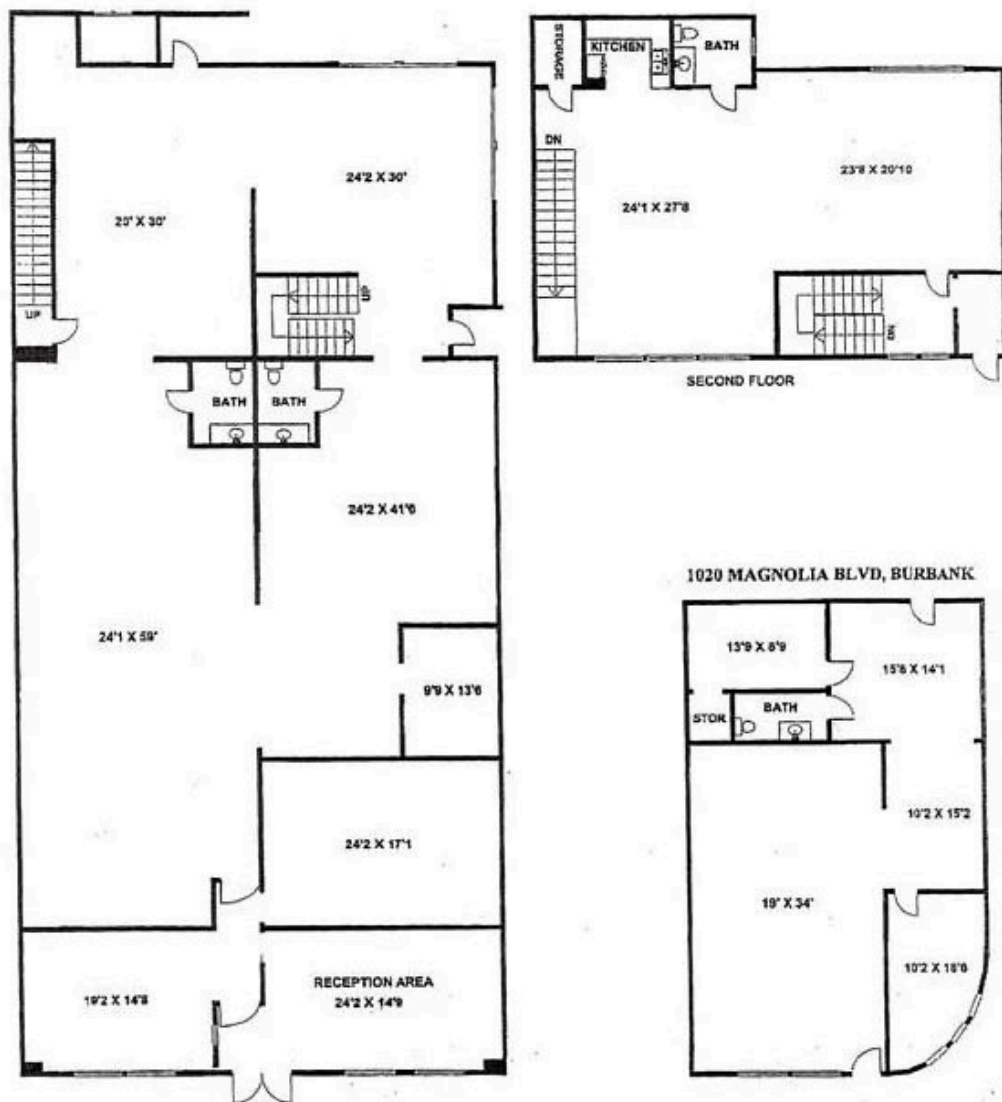 STORAGE
KITCHEN
BATH
DN
24'2 X 30'
23'8 X 20'10
20' X 30'
24'1 X 27'8
UP
UP
DN
SECOND FLOOR
BATH
BATH
24'2 X 41'6
1020 MAGNOLIA BLVD, BURBANK
24'1 X 59'
13'9 X 8'9
15'8 X 14'1
9'9 X 13'6
STOR
BATH
10'2 X 15'2
24'2 X 17'1
19' X 34'
10'2 X 18'6
RECEPTION AREA
24'2 X 14'9
19'2 X 14'8